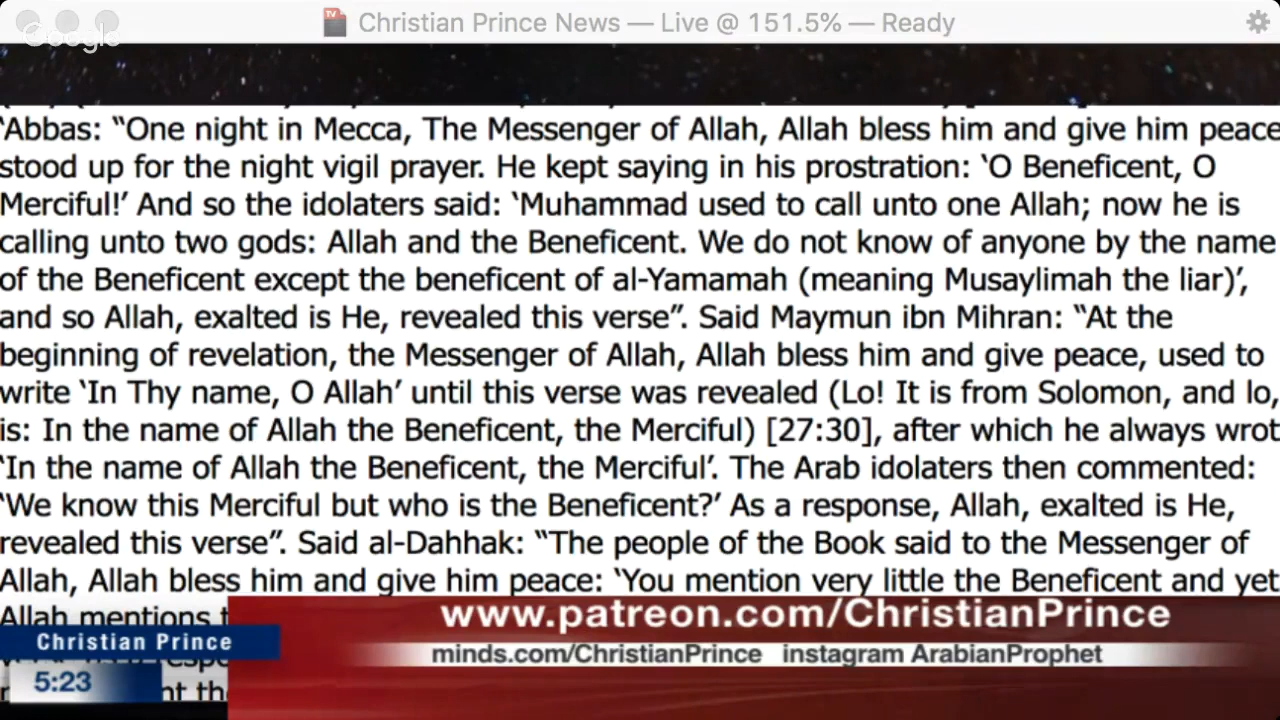 Christian Prince News — Live @ 151.5% — Ready
Google
‘Abbas: “One night in Mecca, The Messenger of Allah, Allah bless him and give him peace
stood up for the night vigil prayer. He kept saying in his prostration: ‘O Beneficent, O
Merciful!’ And so the idolaters said: ‘Muhammad used to call unto one Allah; now he is
calling unto two gods: Allah and the Beneficent. We do not know of anyone by the name
of the Beneficent except the beneficent of al-Yamamah (meaning Musaylimah the liar)’,
and so Allah, exalted is He, revealed this verse”. Said Maymun ibn Mihran: “At the
beginning of revelation, the Messenger of Allah, Allah bless him and give peace, used to
write ‘In Thy name, O Allah’ until this verse was revealed (Lo! It is from Solomon, and lo,
is: In the name of Allah the Beneficent, the Merciful) [27:30], after which he always wrot
‘In the name of Allah the Beneficent, the Merciful’. The Arab idolaters then commented:
‘We know this Merciful but who is the Beneficent?’ As a response, Allah, exalted is He,
revealed this verse”. Said al-Dahhak: “The people of the Book said to the Messenger of
Allah, Allah bless him and give him peace: ‘You mention very little the Beneficent and yet
Allah mentions
www.patreon.com/ChristianPrince
Christian Prince
minds.com/ChristianPrince instagram ArabianProphet
5:23